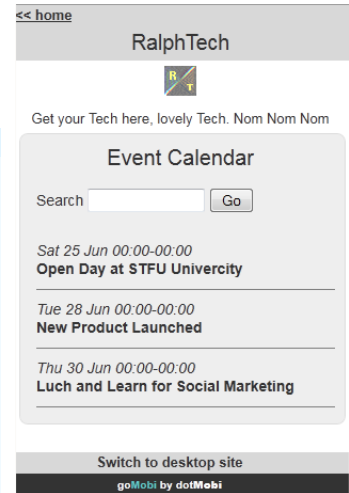 << home
RalphTech
R/T
Get your Tech here, lovely Tech. Nom Nom Nom
Event Calendar
Search Go
Sat 25 Jun 00:00-00:00
Open Day at STFU Univercity
Tue 28 Jun 00:00-00:00
New Product Launched
Thu 30 Jun 00:00-00:00
Luch and Learn for Social Marketing
Switch to desktop site
goMobi by dotMobi